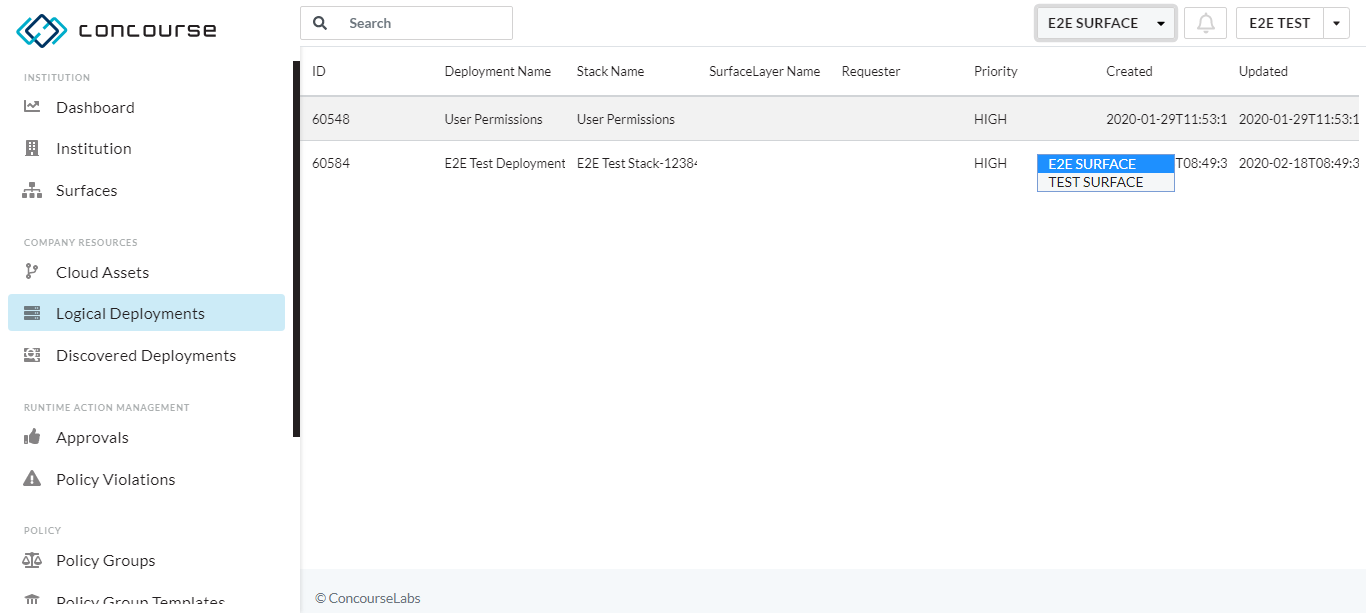 concourse
Search
E2E SURFACE
E2E TEST
INSTITUTION
Dashboard
Institution
Surfaces
COMPANY RESOURCES
Cloud Assets
Logical Deployments
Discovered Deployments
RUNTIME ACTION MANAGEMENT
Approvals
Policy Violations
POLICY
Policy Groups
Policy Group Templates
ID Deployment Name Stack Name SurfaceLayer Name Requester Priority Created Updated
60548 User Permissions User Permissions HIGH 2020-01-29T11:53:1 2020-01-29T11:53:1
60584 E2E Test Deployment E2E Test Stack-1238 HIGH T08:49:3 2020-02-18T08:49:3
E2E SURFACE
TEST SURFACE
© ConcourseLabs